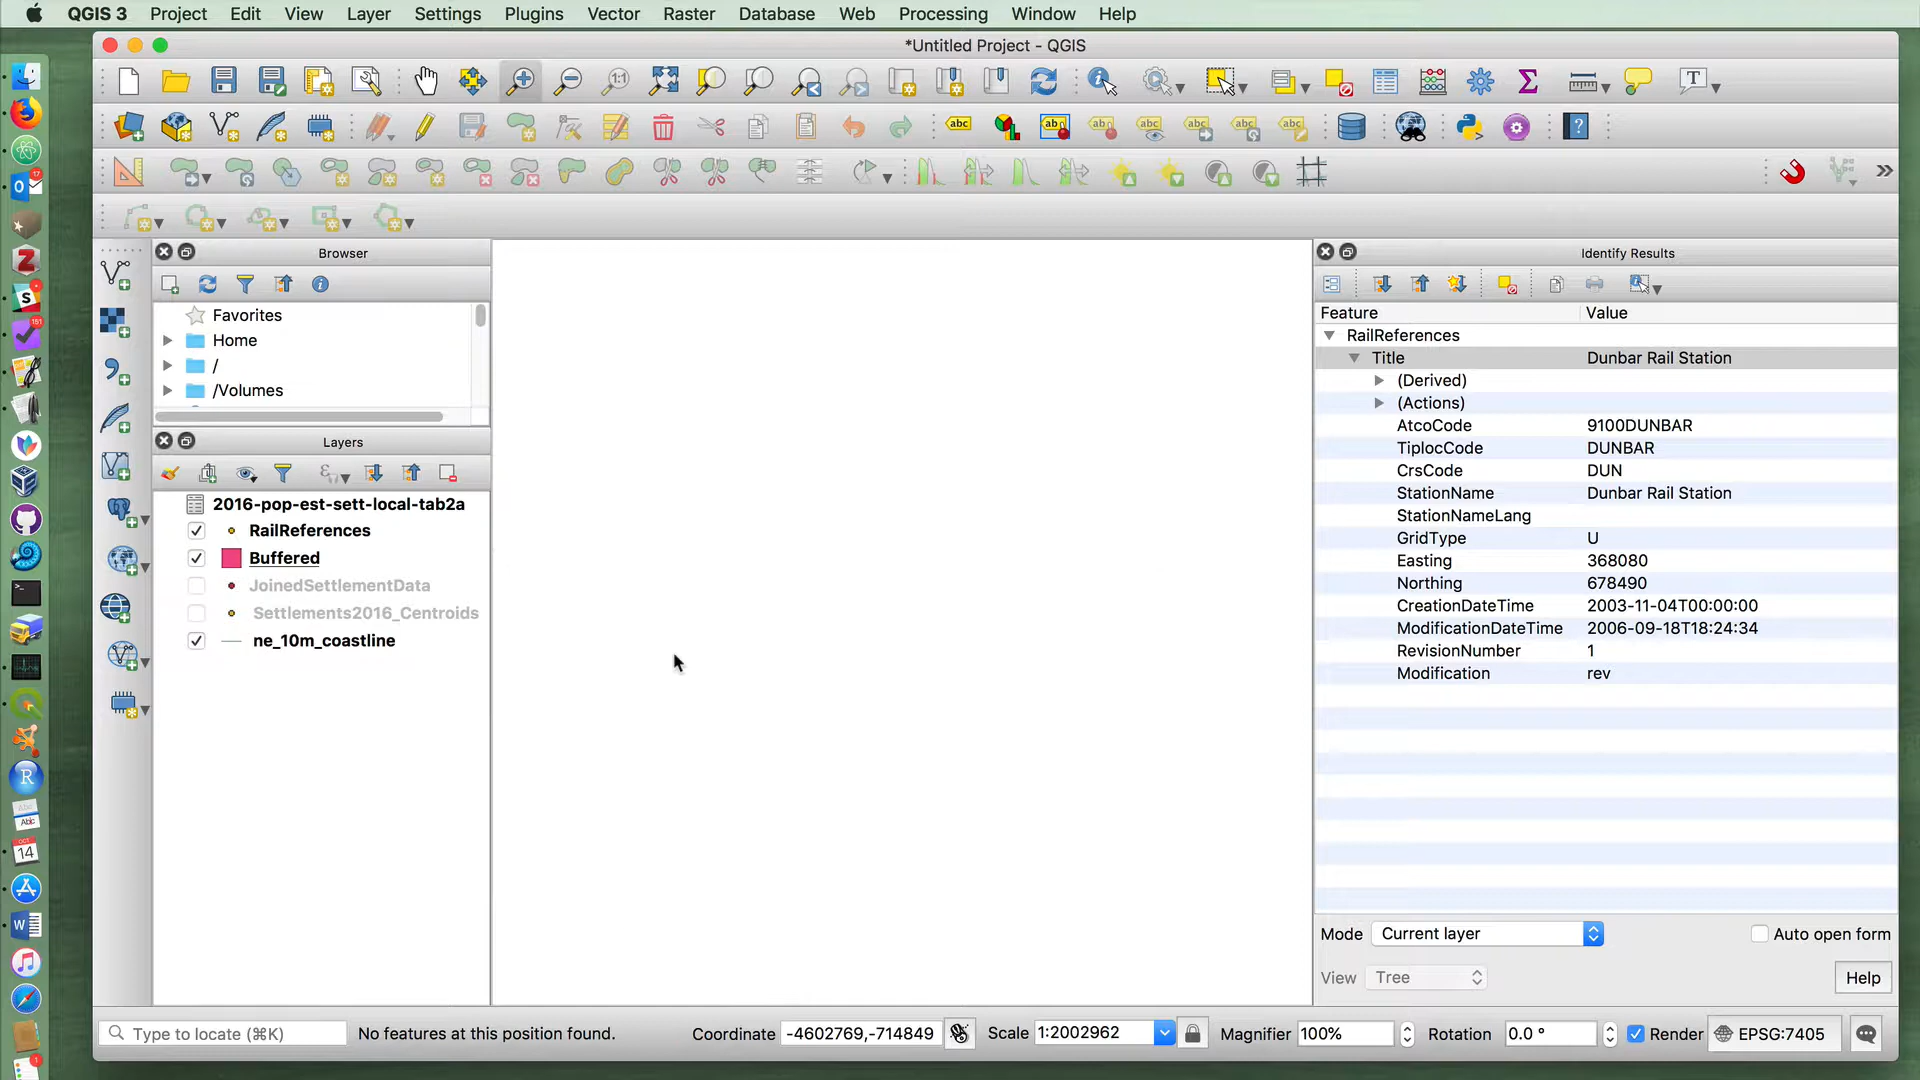 QGIS 3 Project Edit View Layer Settings Plugins Vector Raster Database Web Processing Window Help
*Untitled Project - QGIS
1:1
T
abc
Browser
Favorites
Home
/
/Volumes
Layers
2016-pop-est-sett-local-tab2a
RailReferences
Buffered
JoinedSettlementData
Settlements2016_Centroids
ne_10m_coastline
Identify Results
Feature Value
RailReferences
Title Dunbar Rail Station
(Derived)
(Actions)
AtcoCode 9100DUNBAR
TiplocCode DUNBAR
CrsCode DUN
StationName Dunbar Rail Station
StationNameLang
GridType U
Easting 368080
Northing 678490
CreationDateTime 2003-11-04T00:00:00
ModificationDateTime 2006-09-18T18:24:34
RevisionNumber 1
Modification rev
Mode Current layer Auto open form
View Tree Help
Type to locate (⌘K) No features at this position found. Coordinate -4602769,-714849 Scale 1:2002962 Magnifier 100% Rotation 0.0 ° Render EPSG:7405